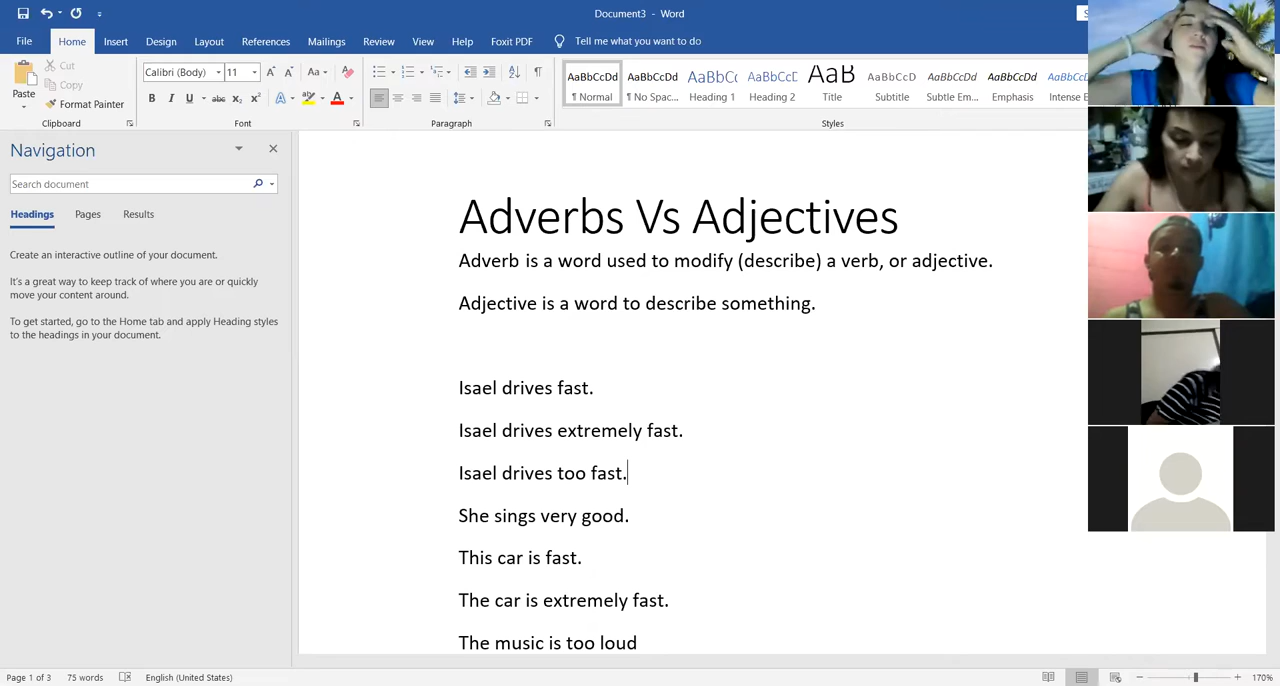 Document3 - Word
File Home Insert Design Layout References Mailings Review View Help Foxit PDF Tell me what you want to do
Cut
Copy
Paste
Format Painter
Calibri (Body) 11
AaBbCcDd AaBbCcDd AaBbCc AaBbCcD AaB AaBbCcD AaBbCcDd AaBbCcDd AaBbCcD
¶ Normal ¶ No Spac... Heading 1 Heading 2 Title Subtitle Subtle Em... Emphasis Intense E
Clipboard Font Paragraph Styles
Navigation
Search document
Headings Pages Results
Create an interactive outline of your document.
It's a great way to keep track of where you are or quickly
move your content around.
To get started, go to the Home tab and apply Heading styles
to the headings in your document.
Adverbs Vs Adjectives
Adverb is a word used to modify (describe) a verb, or adjective.
Adjective is a word to describe something.
Isael drives fast.
Isael drives extremely fast.
Isael drives too fast.
She sings very good.
This car is fast.
The car is extremely fast.
The music is too loud
Page 1 of 3 75 words English (United States) 170%